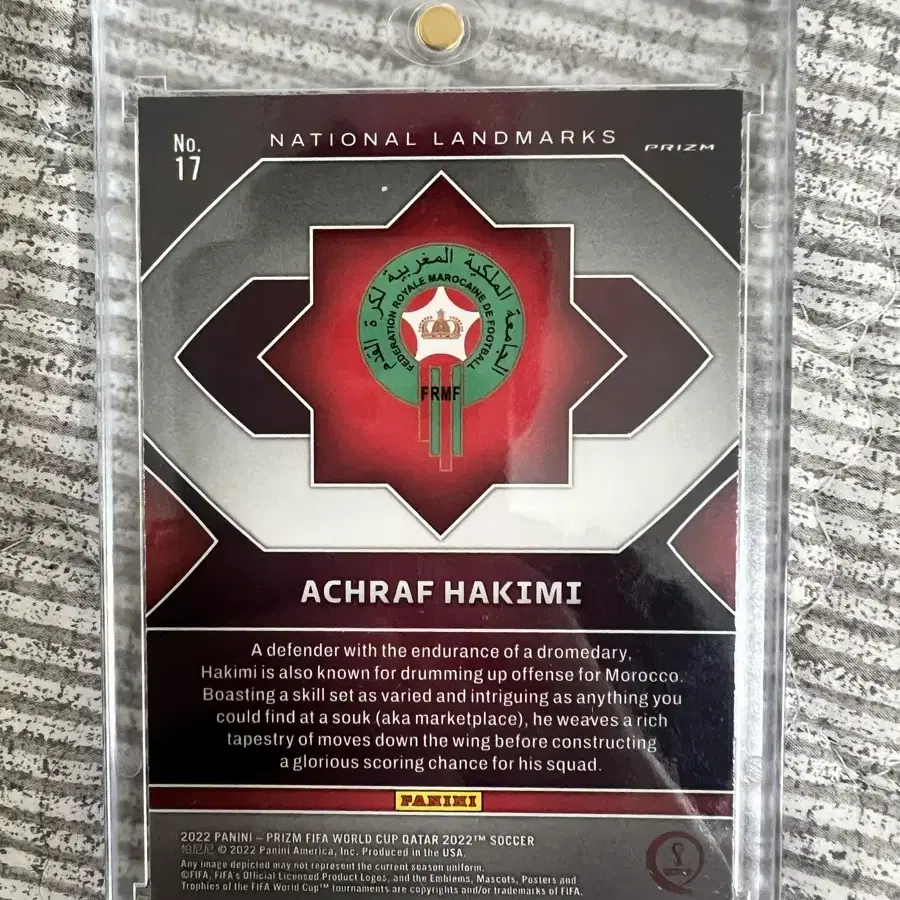 No.
17
NATIONAL LANDMARKS
PRIZM
الجامعة الملكية المغربية لكرة القدم
FEDERATION ROYALE MAROCAINE DE FOOTBALL
FRMF
ACHRAF HAKIMI
A defender with the endurance of a dromedary,
Hakimi is also known for drumming up offense for Morocco.
Boasting a skill set as varied and intriguing as anything you
could find at a souk (aka marketplace), he weaves a rich
tapestry of moves down the wing before constructing
a glorious scoring chance for his squad.
PANINI
2022 PANINI – PRIZM FIFA WORLD CUP QATAR 2022™ SOCCER
帕尼尼 © 2022 Panini America, Inc. Produced in the USA.
Any image depicted may not represent the current season uniform.
©FIFA, FIFA's Official Licensed Product Logos, and the Emblems, Mascots, Posters and
Trophies of the FIFA World Cup™ tournaments are copyrights and/or trademarks of FIFA.